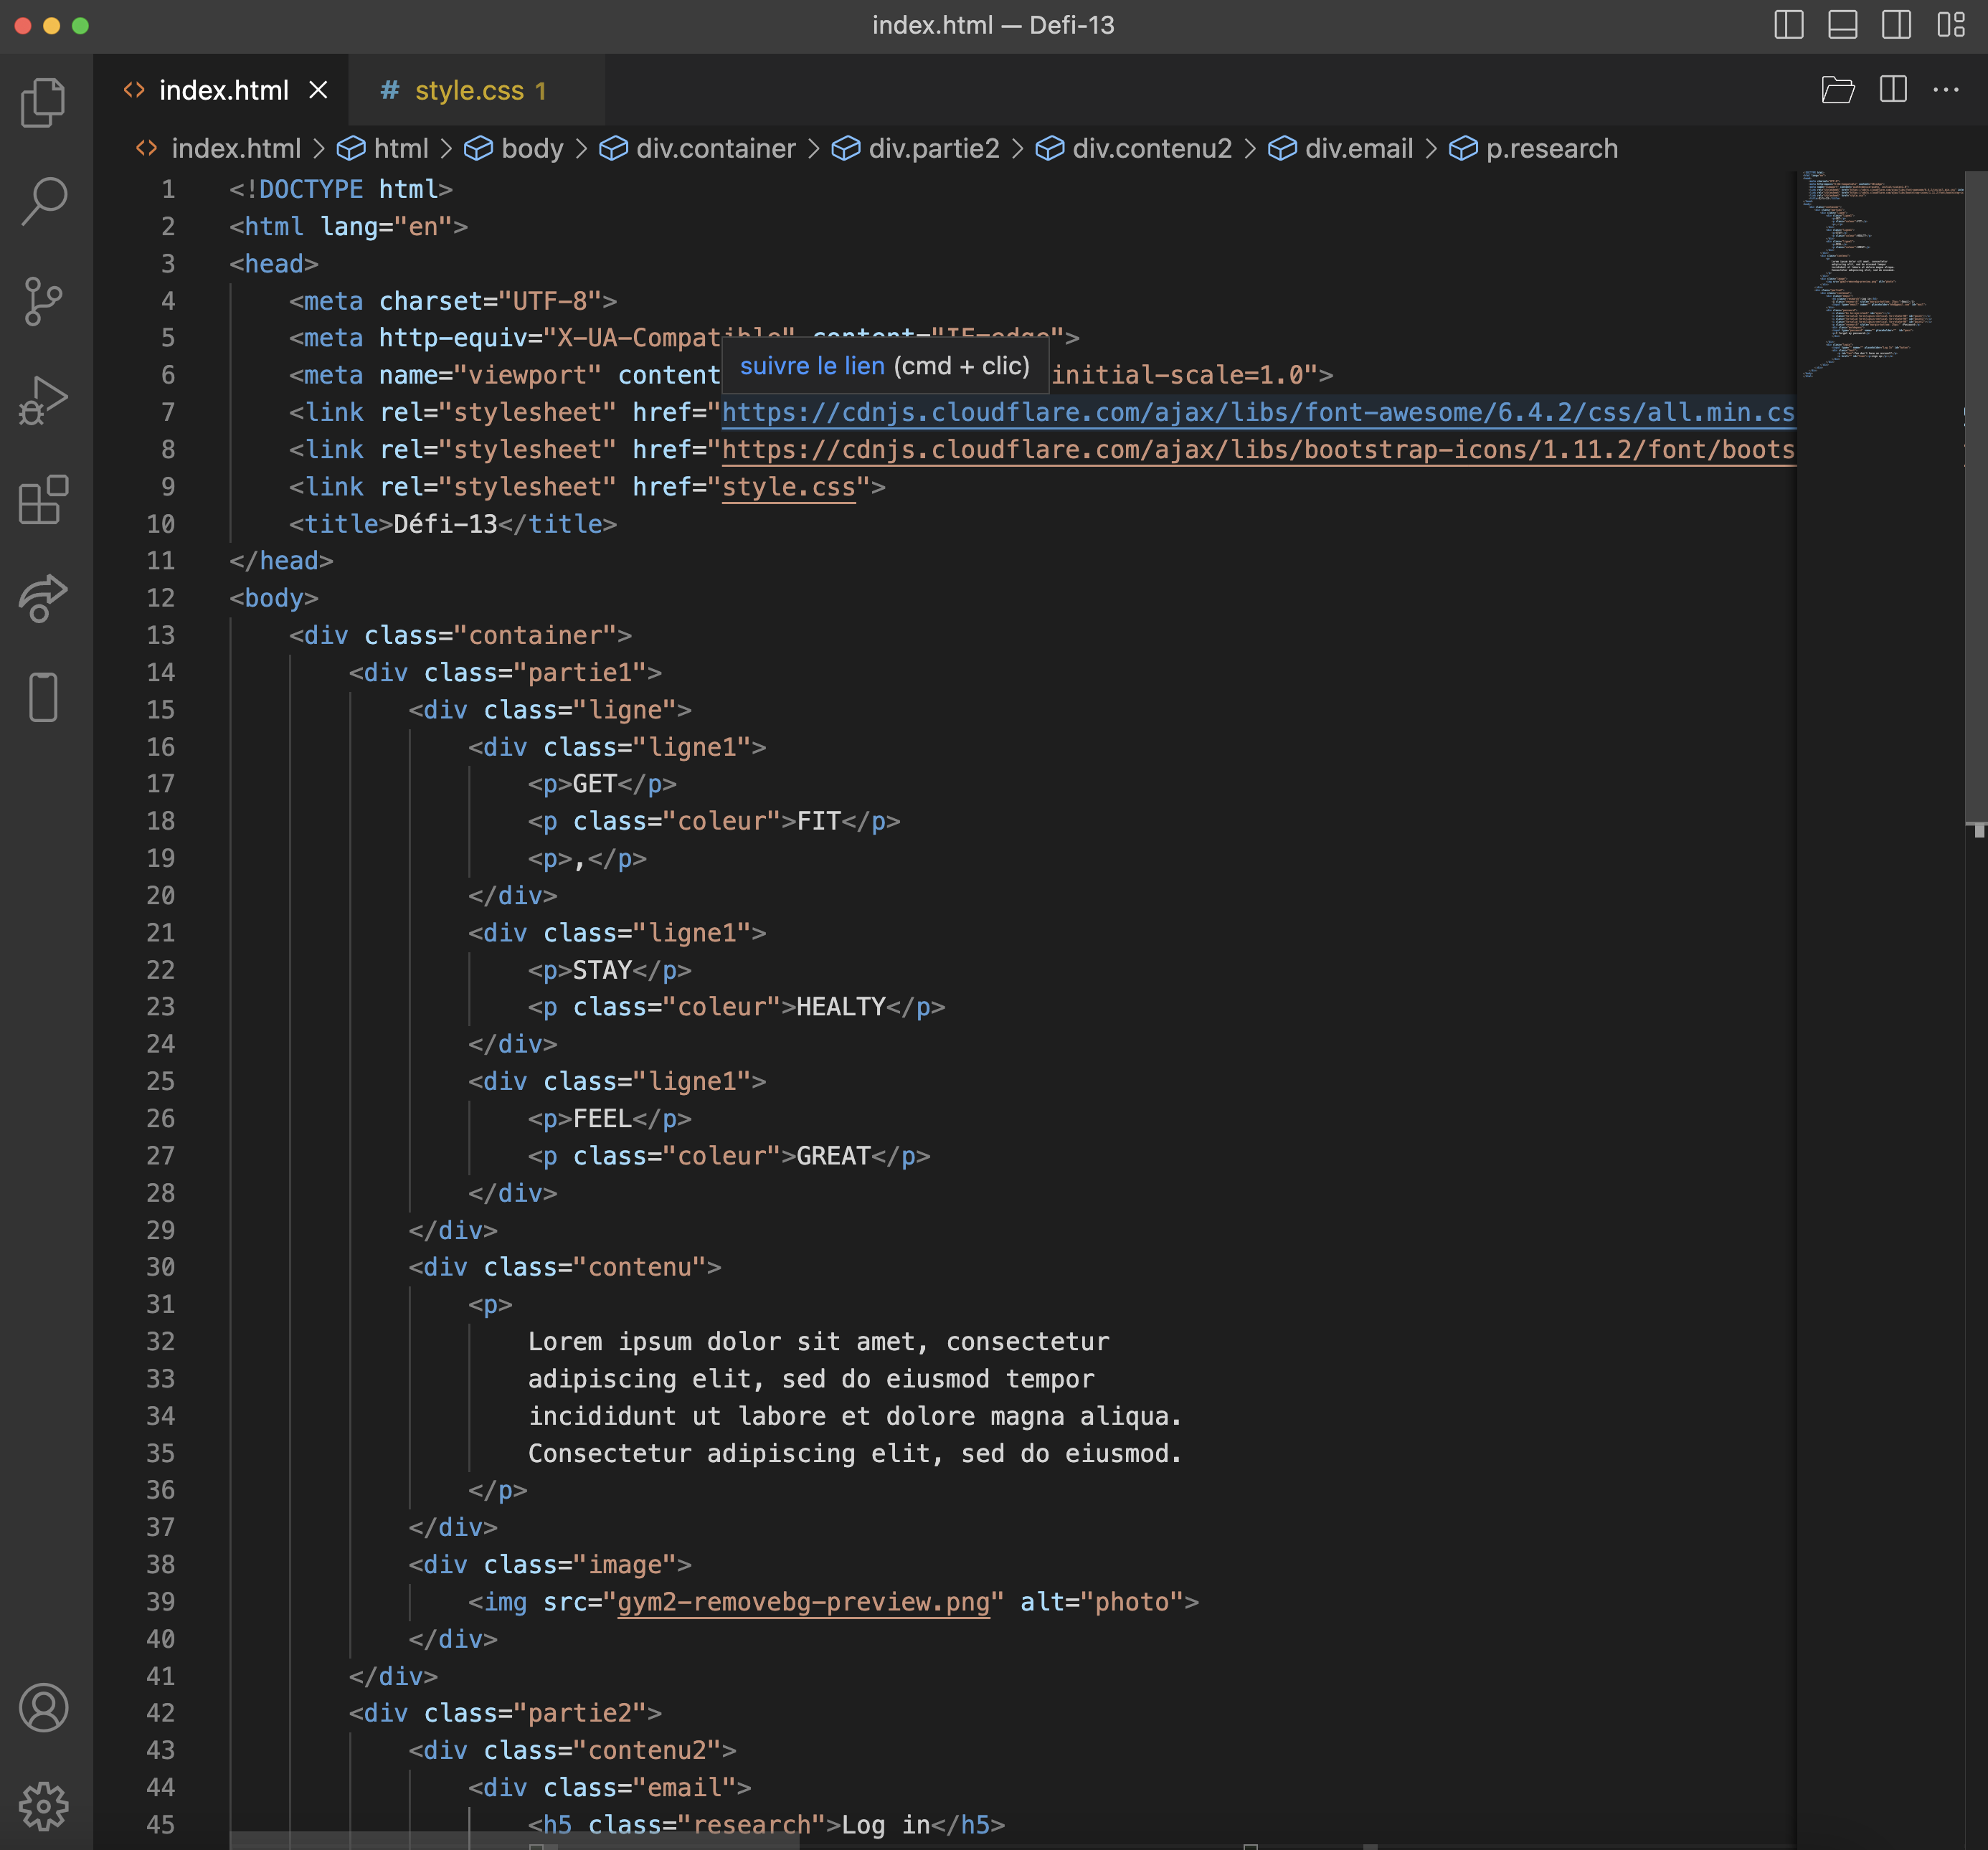 index.html — Defi-13
index.html
# style.css 1
index.html > html > body > div.container > div.partie2 > div.contenu2 > div.email > p.research
1 <!DOCTYPE html>
2 <html lang="en">
3 <head>
4 <meta charset="UTF-8">
5 <meta http-equiv="X-UA-Compatible" content="IE=edge">
suivre le lien (cmd + clic)
6 <meta name="viewport" content initial-scale=1.0">
7 <link rel="stylesheet" href="https://cdnjs.cloudflare.com/ajax/libs/font-awesome/6.4.2/css/all.min.cs
8 <link rel="stylesheet" href="https://cdnjs.cloudflare.com/ajax/libs/bootstrap-icons/1.11.2/font/boots
9 <link rel="stylesheet" href="style.css">
10 <title>Défi-13</title>
11 </head>
12 <body>
13 <div class="container">
14 <div class="partie1">
15 <div class="ligne">
16 <div class="ligne1">
17 <p>GET</p>
18 <p class="coleur">FIT</p>
19 <p>,</p>
20 </div>
21 <div class="ligne1">
22 <p>STAY</p>
23 <p class="coleur">HEALTY</p>
24 </div>
25 <div class="ligne1">
26 <p>FEEL</p>
27 <p class="coleur">GREAT</p>
28 </div>
29 </div>
30 <div class="contenu">
31 <p>
32 Lorem ipsum dolor sit amet, consectetur
33 adipiscing elit, sed do eiusmod tempor
34 incididunt ut labore et dolore magna aliqua.
35 Consectetur adipiscing elit, sed do eiusmod.
36 </p>
37 </div>
38 <div class="image">
39 <img src="gym2-removebg-preview.png" alt="photo">
40 </div>
41 </div>
42 <div class="partie2">
43 <div class="contenu2">
44 <div class="email">
45 <h5 class="research">Log in</h5>